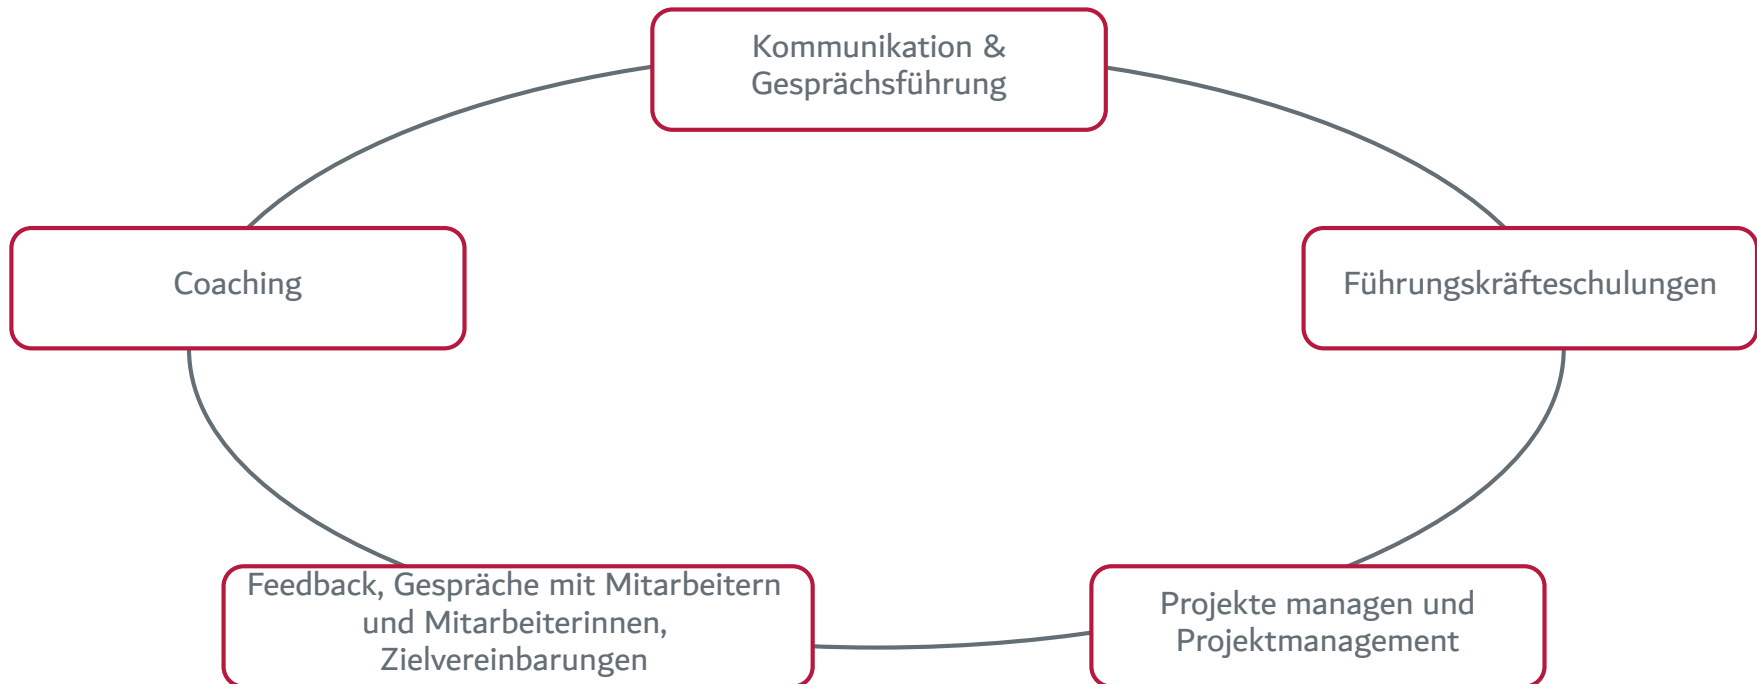 Kommunikation &
Gesprächsführung
Coaching
Führungskräfteschulungen
Feedback, Gespräche mit Mitarbeitern
und Mitarbeiterinnen,
Zielvereinbarungen
Projekte managen und
Projektmanagement